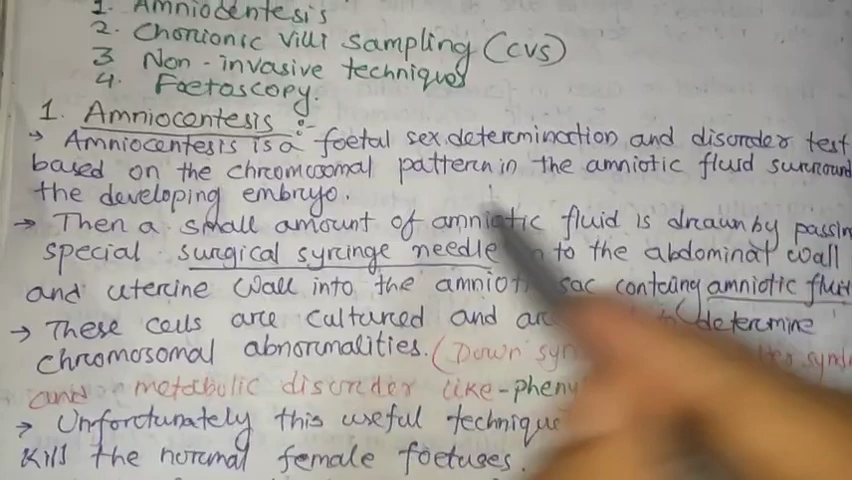 1. Amniocentesis
2. Chorionic villi sampling (CVS)
3 Non-invasive techniques
4. Foetoscopy.
1. Amniocentesis :-
→ Amniocentesis is a foetal sex determination and disorder test
based on the chromosomal pattern in the amniotic fluid surround
the developing embryo.
→ Then a small amount of amniotic fluid is drawn by passin
special surgical syringe needle to the abdominal wall
and uterine wall into the sac amniotic fluid
→ These cells are cultured and determine
chromosomal abnormalities. (Down
and metabolic disorder like-
→ Unfortunately this useful technique
kill the normal female foetuses.